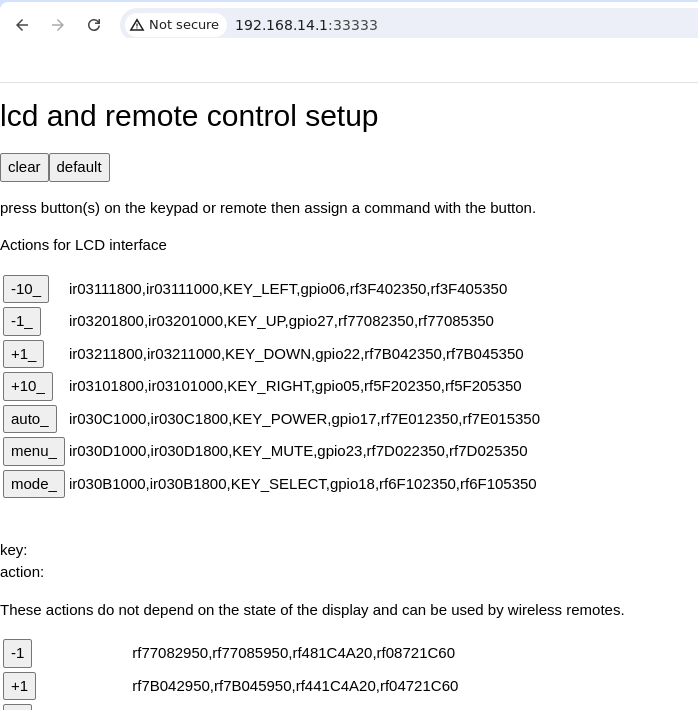 Not secure 192.168.14.1:33333
lcd and remote control setup
clear default
press button(s) on the keypad or remote then assign a command with the button.
Actions for LCD interface
-10_ ir03111800,ir03111000,KEY_LEFT,gpio06,rf3F402350,rf3F405350
-1_ ir03201800,ir03201000,KEY_UP,gpio27,rf77082350,rf77085350
+1_ ir03211800,ir03211000,KEY_DOWN,gpio22,rf7B042350,rf7B045350
+10_ ir03101800,ir03101000,KEY_RIGHT,gpio05,rf5F202350,rf5F205350
auto_ ir030C1000,ir030C1800,KEY_POWER,gpio17,rf7E012350,rf7E015350
menu_ ir030D1000,ir030D1800,KEY_MUTE,gpio23,rf7D022350,rf7D025350
mode_ ir030B1000,ir030B1800,KEY_SELECT,gpio18,rf6F102350,rf6F105350
key:
action:
These actions do not depend on the state of the display and can be used by wireless remotes.
-1 rf77082950,rf77085950,rf481C4A20,rf08721C60
+1 rf7B042950,rf7B045950,rf441C4A20,rf04721C60